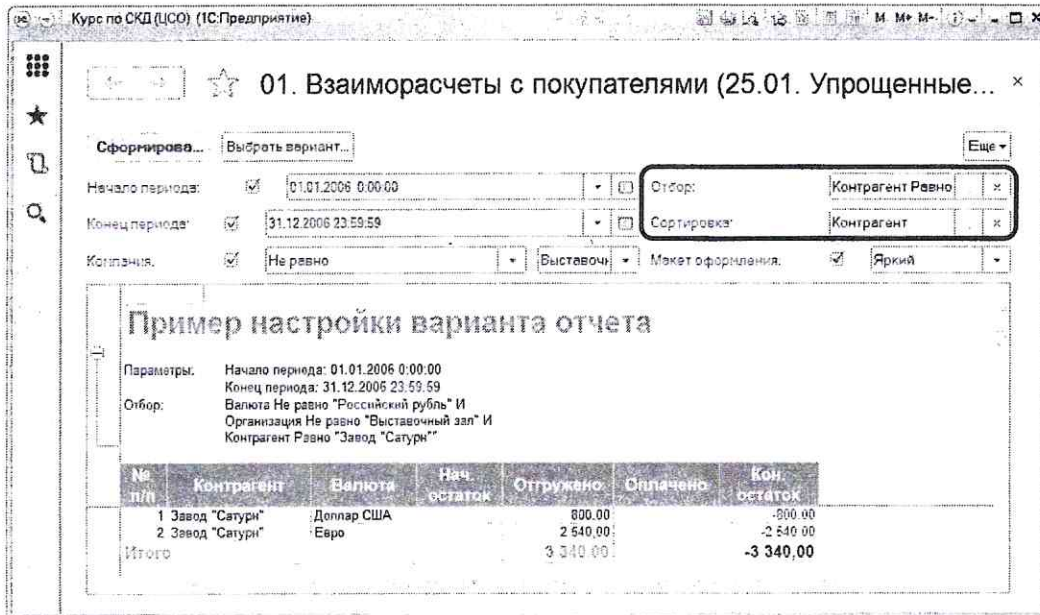 Курс по СКД (ЦСО) (1С:Предприятие) M M+ M-
01. Взаиморасчеты с покупателями (25.01. Упрощенные... ×
Сформирова... Выбрать вариант... Еще
Начало периода: 01.01.2006 0:00:00 Отбор: Контрагент Равно ×
Конец периода: 31.12.2006 23:59:59 Сортировка: Контрагент ×
Компания: Не равно Выставочн Макет оформления: Яркий
Пример настройки варианта отчета
Параметры: Начало периода: 01.01.2006 0:00:00
Конец периода: 31.12.2006 23:59:59
Отбор: Валюта Не равно "Российский рубль" И
Организация Не равно "Выставочный зал" И
Контрагент Равно "Завод "Сатурн""
№ п/п Контрагент Валюта Нач. остаток Отгружено Оплачено Кон. остаток
1 Завод "Сатурн" Доллар США 800,00 -800,00
2 Завод "Сатурн" Евро 2 540,00 -2 540,00
Итого 3 340,00 -3 340,00